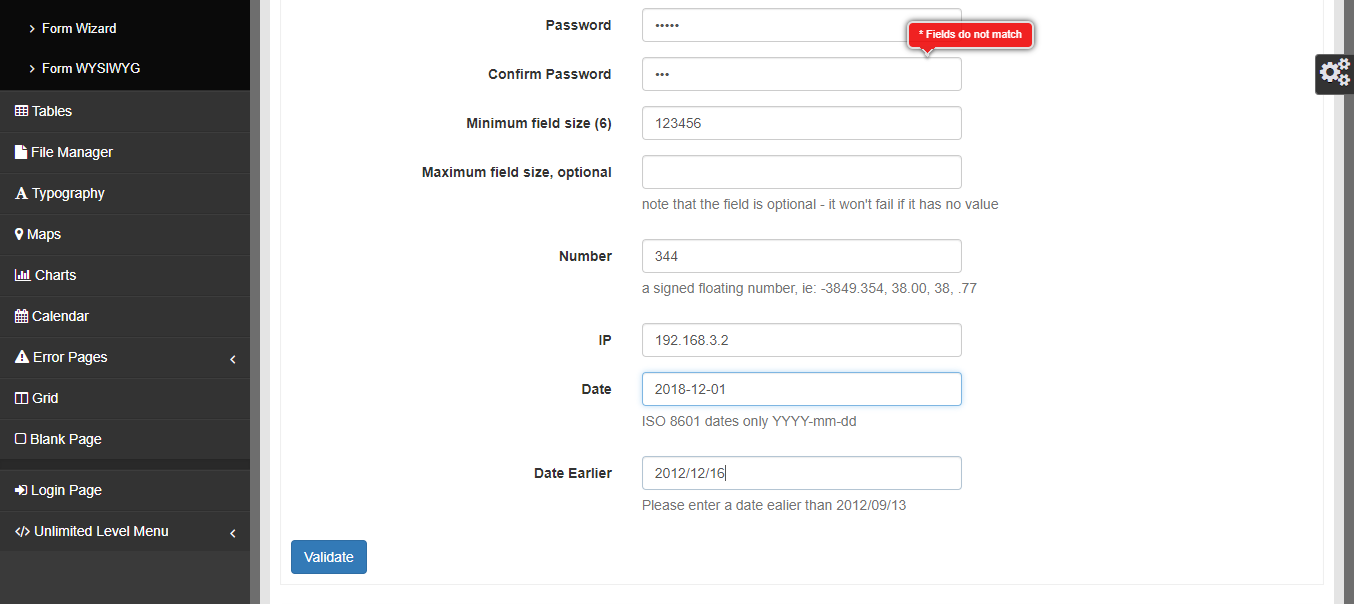 Form Wizard
Form WYSIWYG
Tables
File Manager
Typography
Maps
Charts
Calendar
Error Pages
Grid
Blank Page
Login Page
Unlimited Level Menu
Password •••••
* Fields do not match
Confirm Password •••
Minimum field size (6) 123456
Maximum field size, optional
note that the field is optional - it won't fail if it has no value
Number 344
a signed floating number, ie: -3849.354, 38.00, 38, .77
IP 192.168.3.2
Date 2018-12-01
ISO 8601 dates only YYYY-mm-dd
Date Earlier 2012/12/16
Please enter a date ealier than 2012/09/13
Validate